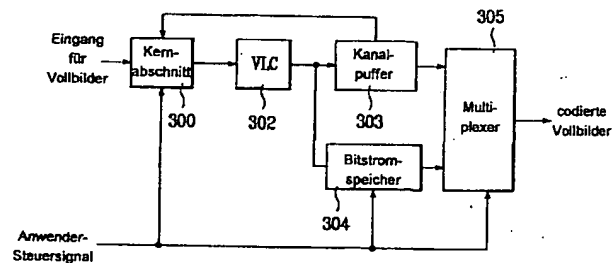 305
Eingang
für
Vollbilder
Kern-
abschnitt
300
VLC
302
Kanal-
puffer
303
Multi-
plexer
codierte
Vollbilder
Bitstrom-
speicher
304
Anwender-
Steuersignal